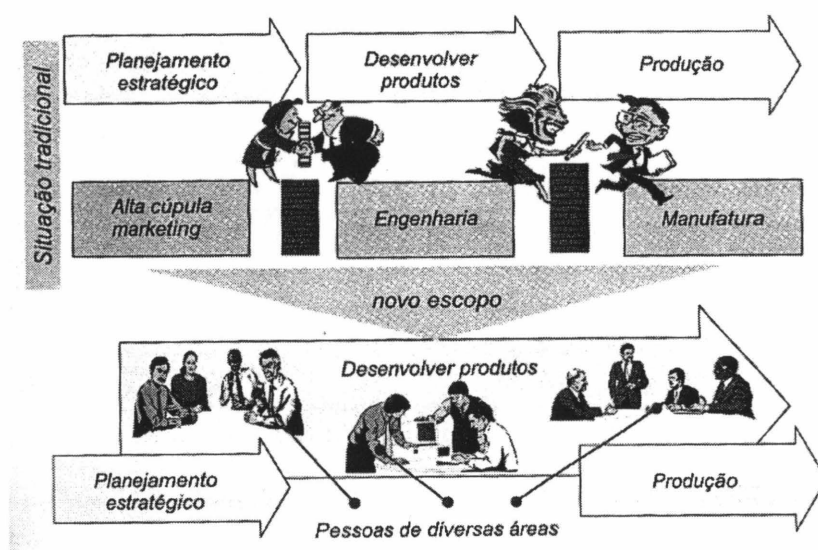 Situação tradicional
Planejamento
estratégico
Desenvolver
produtos
Produção
Alta cúpula
marketing
Engenharia
Manufatura
novo escopo
Desenvolver produtos
Planejamento
estratégico
Produção
Pessoas de diversas áreas